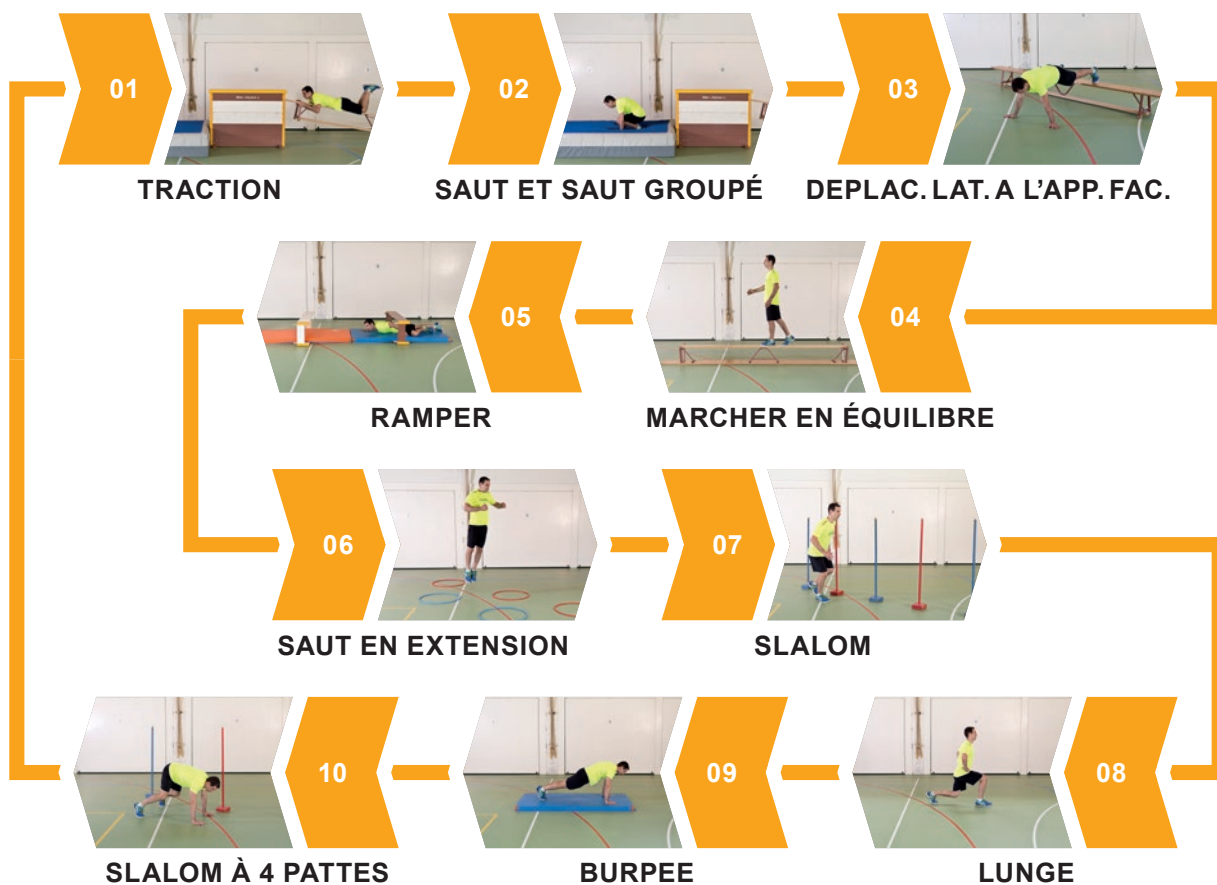 01
TRACTION
02
SAUT ET SAUT GROUPÉ
03
DEPLAC. LAT. A L'APP. FAC.
04
MARCHER EN ÉQUILIBRE
05
RAMPER
06
SAUT EN EXTENSION
07
SLALOM
08
LUNGE
09
BURPEE
10
SLALOM À 4 PATTES